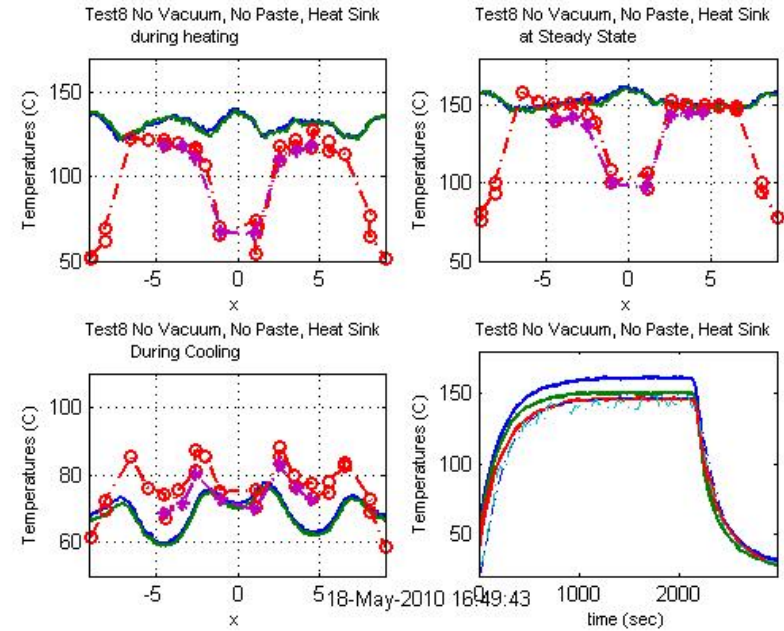 Test8 No Vacuum, No Paste, Heat Sink
during heating
Temperatures (C)
150
100
50
-5 0 5
x
Test8 No Vacuum, No Paste, Heat Sink
at Steady State
Temperatures (C)
150
100
50
-5 0 5
x
Test8 No Vacuum, No Paste, Heat Sink
During Cooling
Temperatures (C)
100
80
60
-5 0 5
x
Test8 No Vacuum, No Paste, Heat Sink
Temperatures (C)
150
100
50
0 1000 2000
time (sec)
18-May-2010 16:49:43